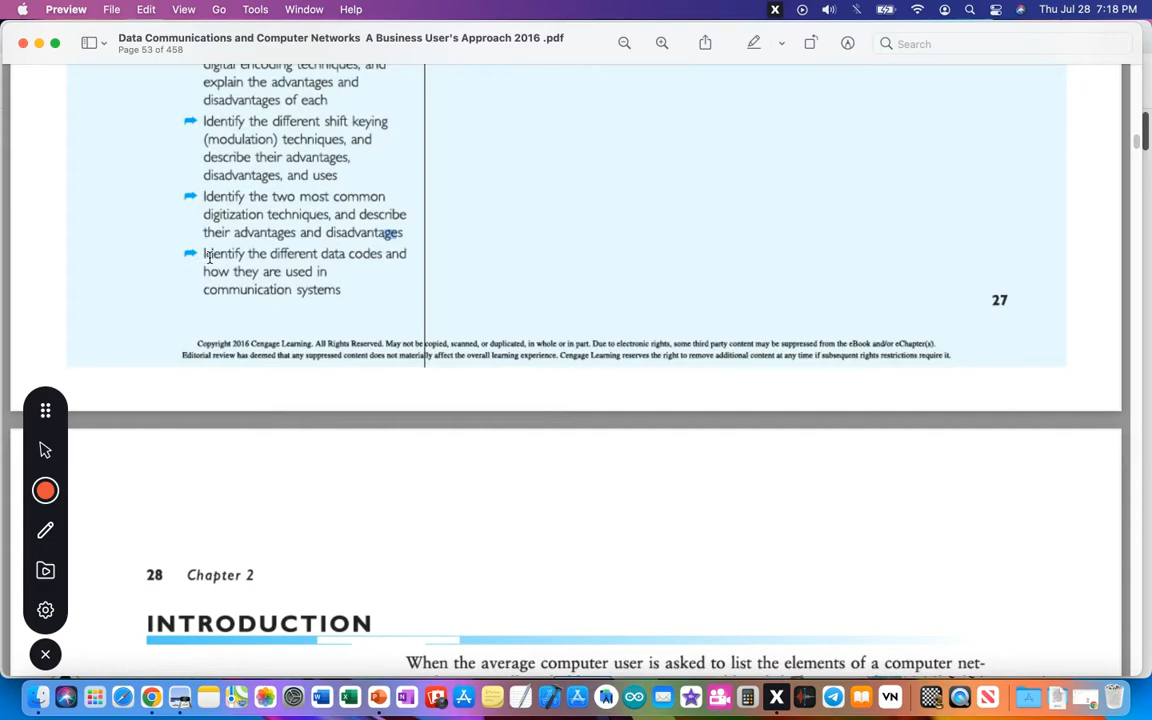 Preview File Edit View Go Tools Window Help Thu Jul 28 7:18 PM
Data Communications and Computer Networks A Business User's Approach 2016 .pdf
Page 53 of 458
Search
digital encoding techniques, and
explain the advantages and
disadvantages of each
Identify the different shift keying
(modulation) techniques, and
describe their advantages,
disadvantages, and uses
Identify the two most common
digitization techniques, and describe
their advantages and disadvantages
Identify the different data codes and
how they are used in
communication systems
27
Copyright 2016 Cengage Learning. All Rights Reserved. May not be copied, scanned, or duplicated, in whole or in part. Due to electronic rights, some third party content may be suppressed from the eBook and/or eChapter(s).
Editorial review has deemed that any suppressed content does not materially affect the overall learning experience. Cengage Learning reserves the right to remove additional content at any time if subsequent rights restrictions require it.
28 Chapter 2
INTRODUCTION
When the average computer user is asked to list the elements of a computer net-
VN